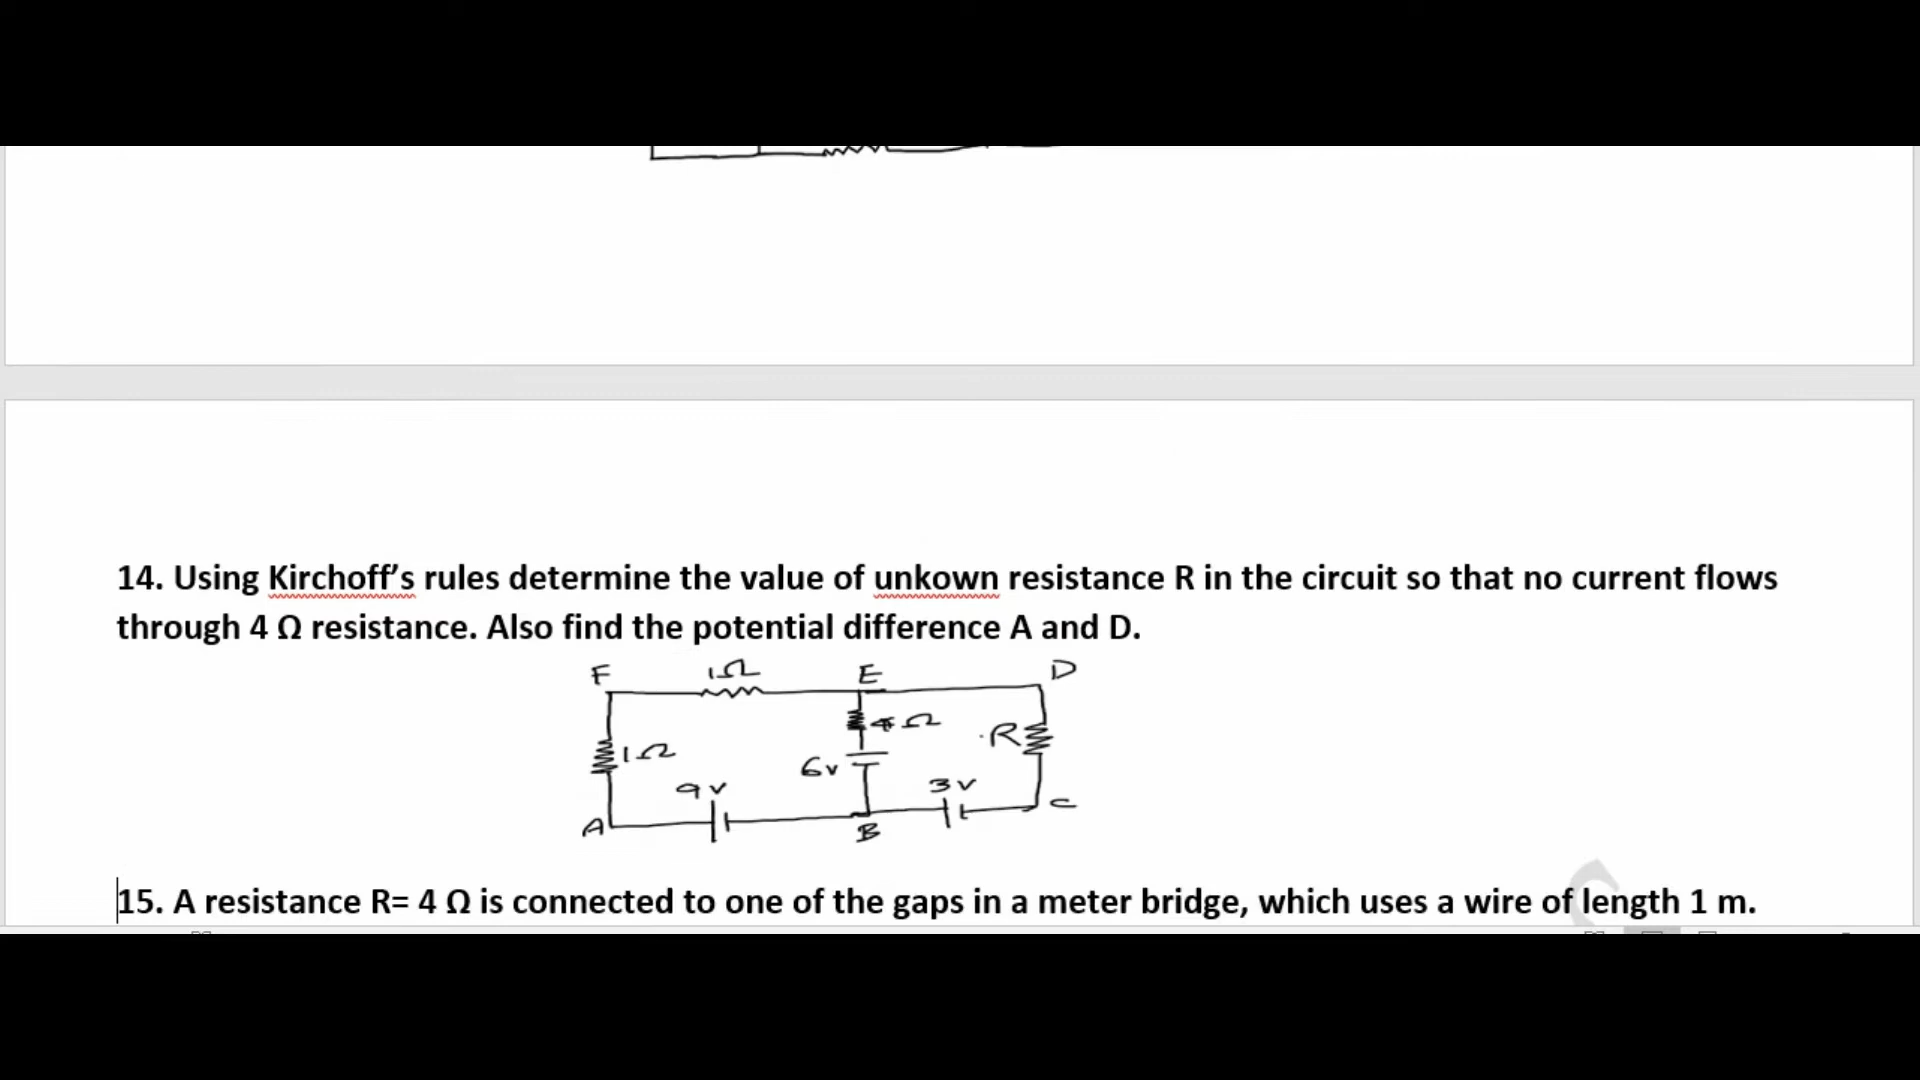 14. Using Kirchoff’s rules determine the value of unkown resistance R in the circuit so that no current flows
through 4 Ω resistance. Also find the potential difference A and D.
F 1Ω E D
4Ω
R
1Ω
6v
9v 3v
C
A B
15. A resistance R= 4 Ω is connected to one of the gaps in a meter bridge, which uses a wire of length 1 m.